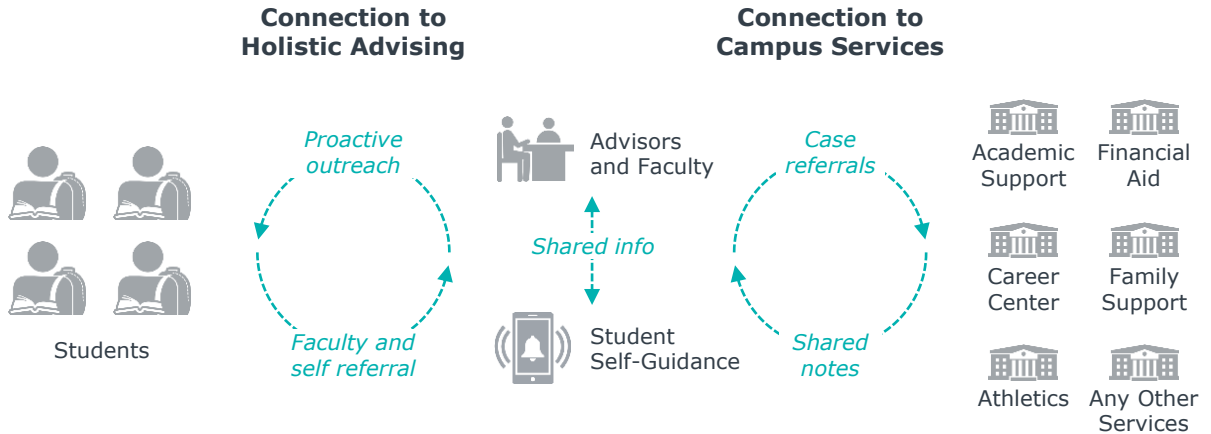 Connection to
Holistic Advising
Connection to
Campus Services
Students
Proactive
outreach
Faculty and
self referral
Advisors
and Faculty
Shared info
Student
Self-Guidance
Case
referrals
Shared
notes
Academic
Support
Financial
Aid
Career
Center
Family
Support
Athletics
Any Other
Services